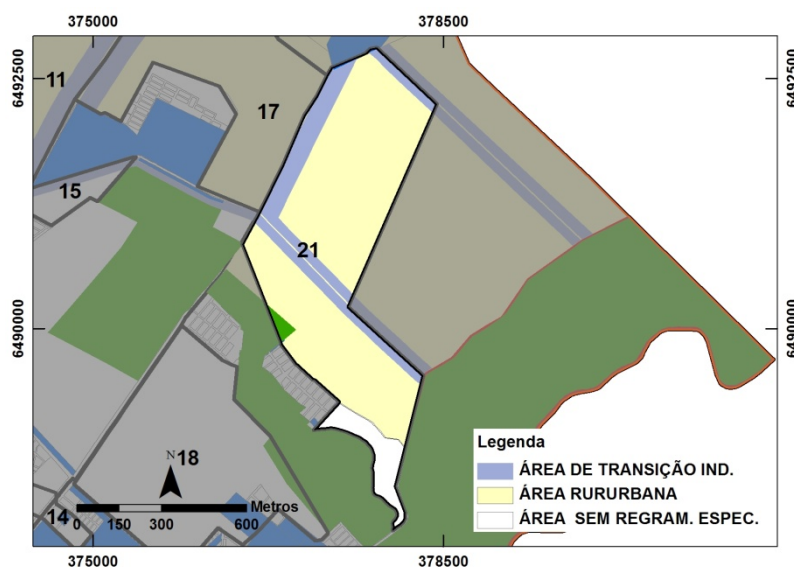 375000
378500
6492500
6492500
11
17
15
21
6490000
6490000
Legenda
ÁREA DE TRANSIÇÃO IND.
ÁREA RURURBANA
ÁREA SEM REGRAM. ESPEC.
N
18
14
Metros
0 150 300 600
375000
378500